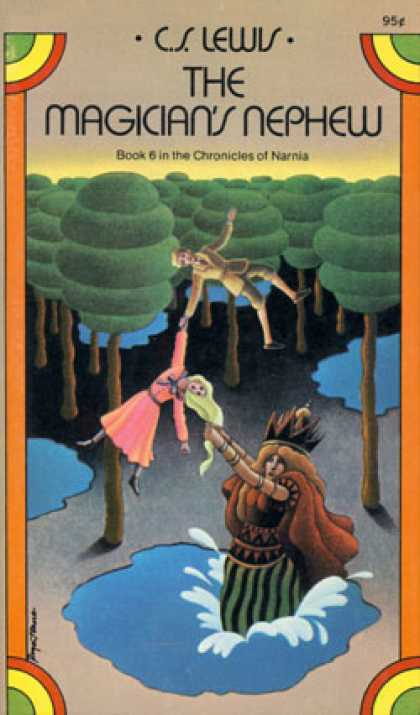 95¢
• C.S. LEWIS •
THE
MAGICIAN'S NEPHEW
Book 6 in the Chronicles of Narnia